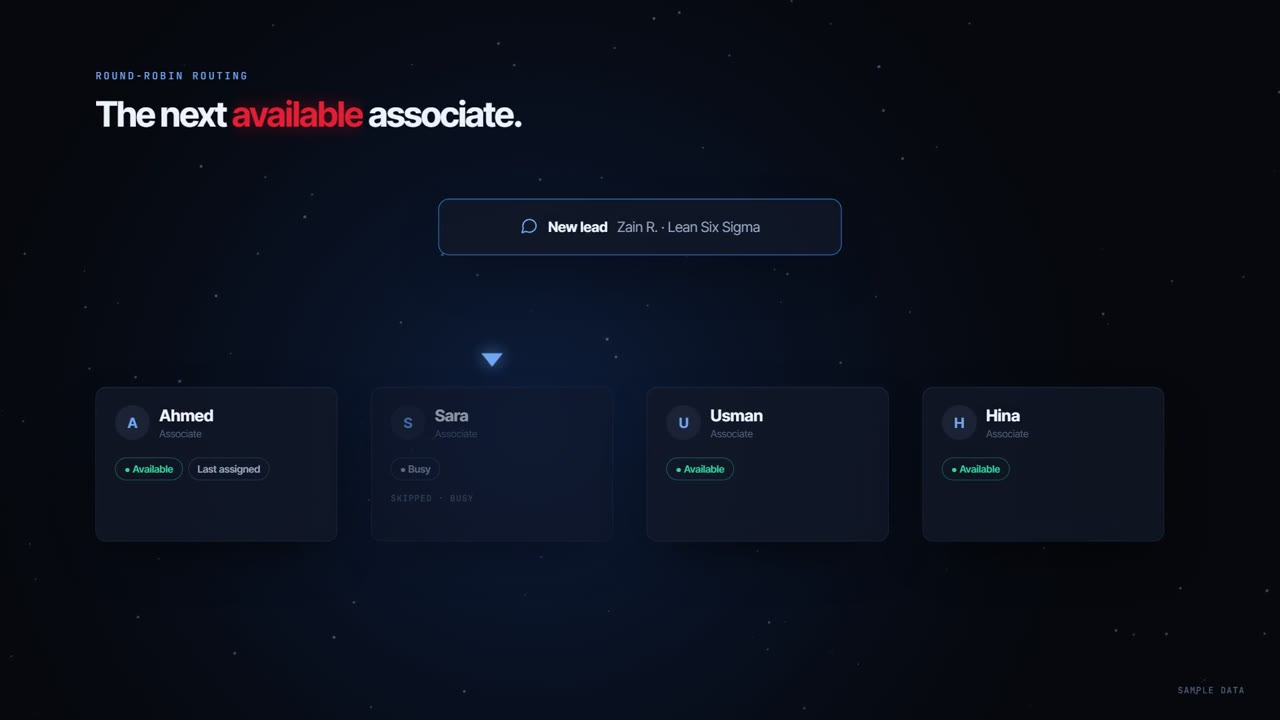 ROUND-ROBIN ROUTING
The next available associate.
New lead Zain R. · Lean Six Sigma
A Ahmed
Associate
Available Last assigned
S Sara
Associate
Busy
SKIPPED · BUSY
U Usman
Associate
Available
H Hina
Associate
Available
SAMPLE DATA